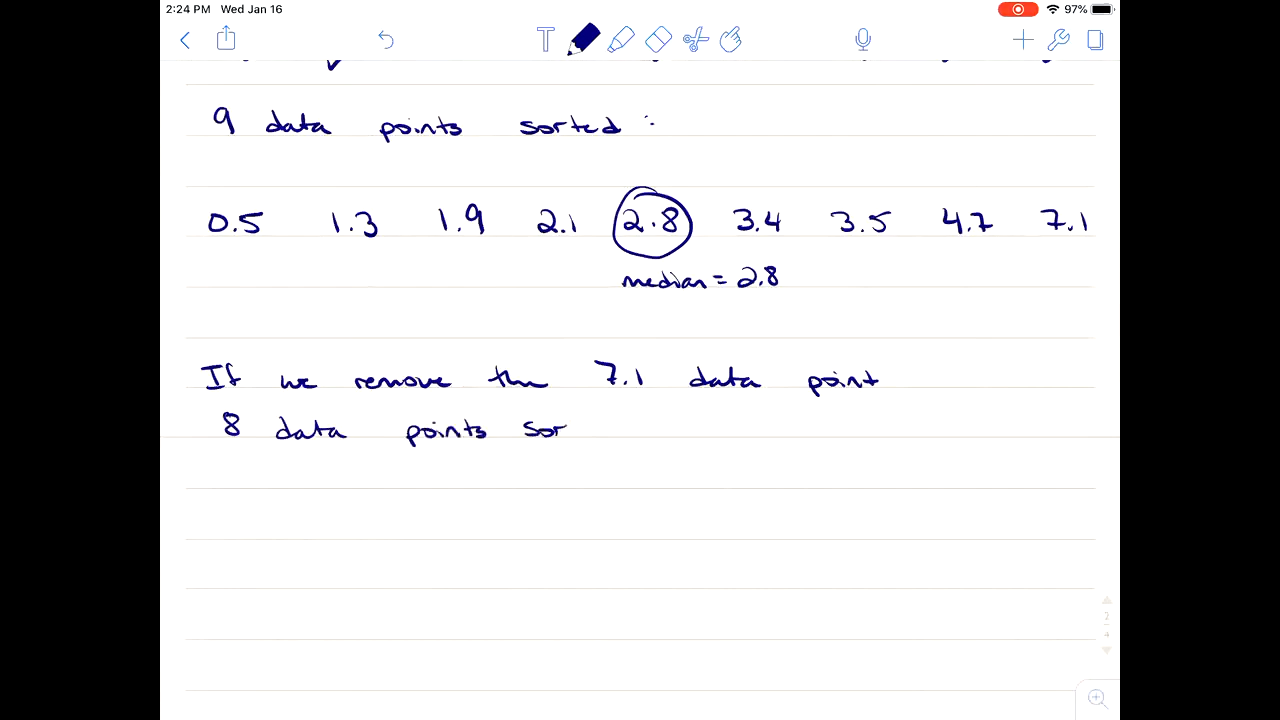 2:24 PM Wed Jan 16 97%
T
9 data points sorted :
0.5 1.3 1.9 2.1 2.8 3.4 3.5 4.7 7.1
median = 2.8
If we remove the 7.1 data point
8 data points sor
2
4